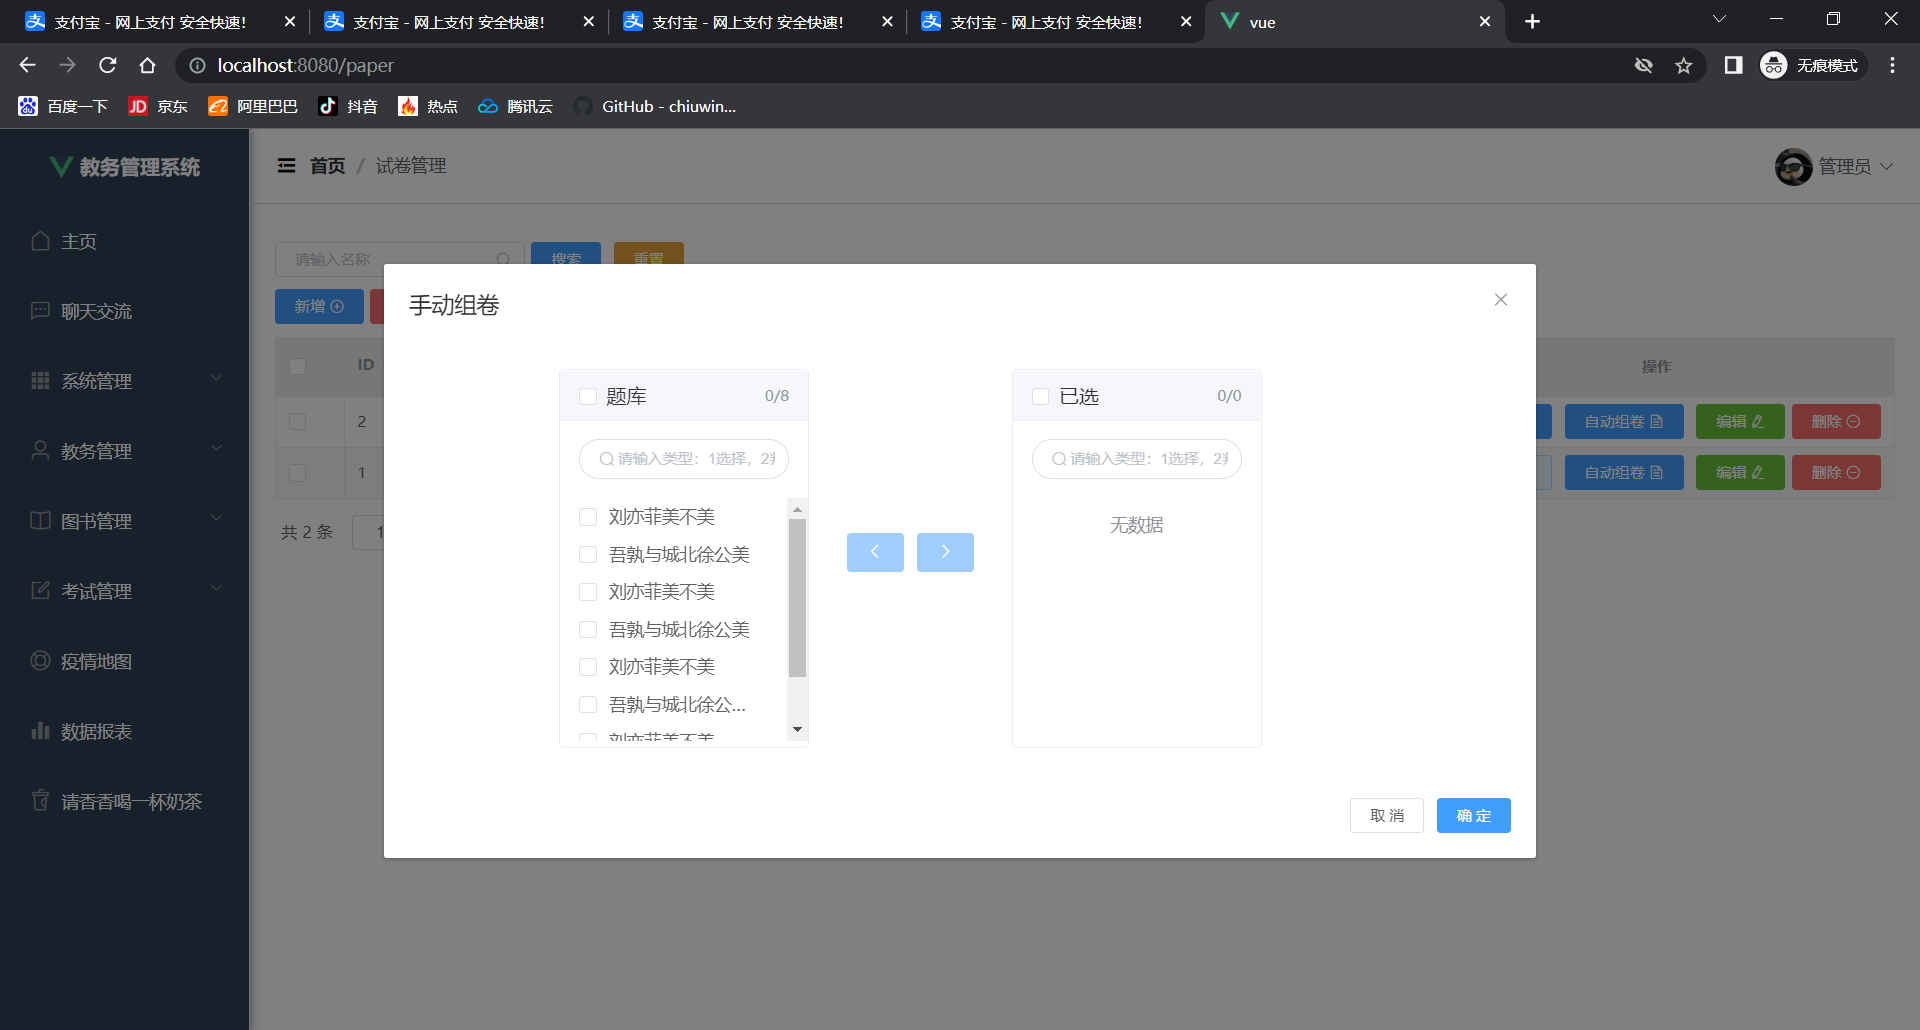 支付宝 - 网上支付 安全快速!
支付宝 - 网上支付 安全快速!
支付宝 - 网上支付 安全快速!
支付宝 - 网上支付 安全快速!
vue
localhost:8080/paper
无痕模式
百度一下
JD 京东
阿里巴巴
抖音
热点
腾讯云
GitHub - chiuwin...
教务管理系统
首页 / 试卷管理
管理员
主页
聊天交流
系统管理
教务管理
图书管理
考试管理
疫情地图
数据报表
请香香喝一杯奶茶
请输入名称
搜索
重置
新增
ID
操作
2
自动组卷
编辑
删除
1
自动组卷
编辑
删除
共 2 条
1
手动组卷
题库
0/8
请输入类型：1选择，2
刘亦菲美不美
吾孰与城北徐公美
刘亦菲美不美
吾孰与城北徐公美
刘亦菲美不美
吾孰与城北徐公...
刘亦菲美不美
已选
0/0
请输入类型：1选择，2
无数据
取 消
确 定